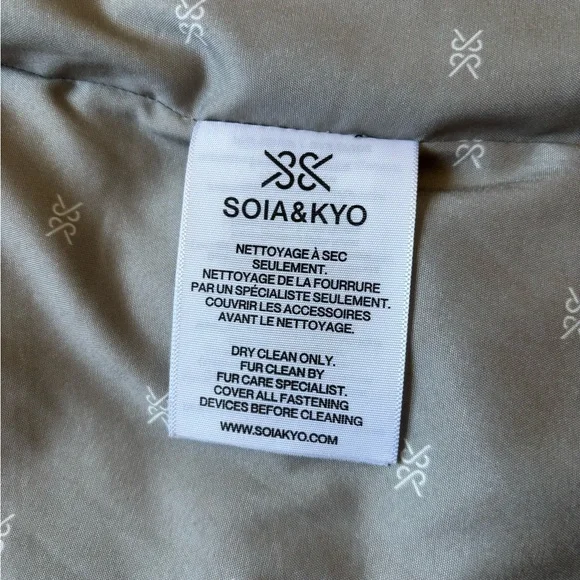 SOIA&KYO
NETTOYAGE À SEC
SEULEMENT.
NETTOYAGE DE LA FOURRURE
PAR UN SPÉCIALISTE SEULEMENT.
COUVRIR LES ACCESSOIRES
AVANT LE NETTOYAGE.
DRY CLEAN ONLY.
FUR CLEAN BY
FUR CARE SPECIALIST.
COVER ALL FASTENING
DEVICES BEFORE CLEANING
WWW.SOIAKYO.COM